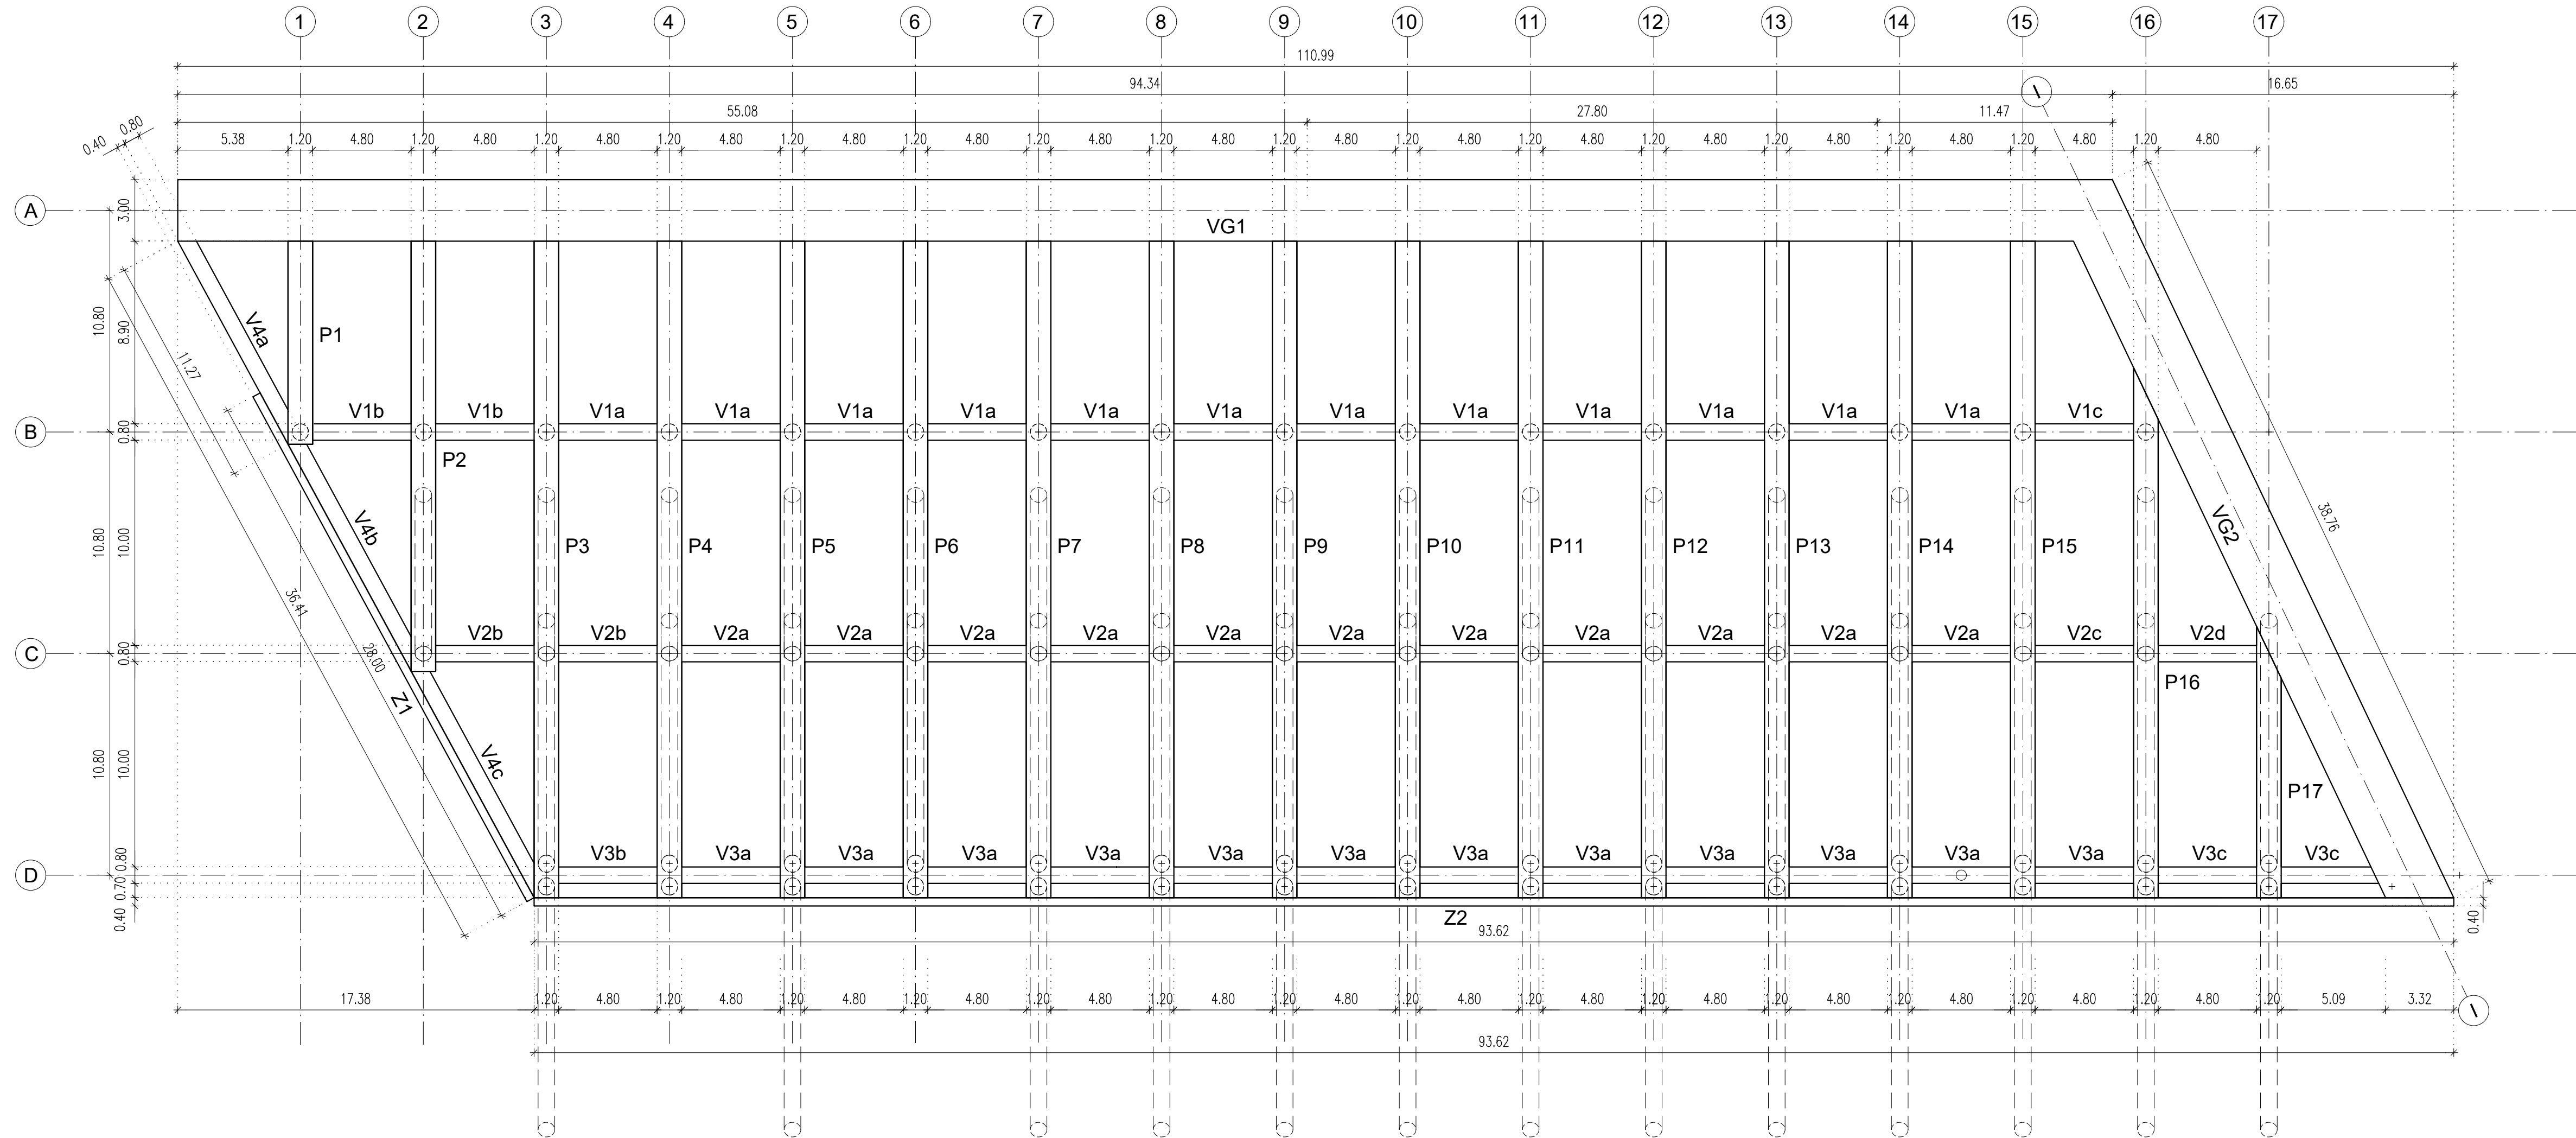 1 2 3 4 5 6 7 8 9 10 11 12 13 14 15 16 17
110.99
94.34 16.65
55.08 27.80 11.47
5.38 1.20 4.80 1.20 4.80 1.20 4.80 1.20 4.80 1.20 4.80 1.20 4.80 1.20 4.80 1.20 4.80 1.20 4.80 1.20 4.80 1.20 4.80 1.20 4.80 1.20 4.80 1.20 4.80 1.20 4.80 1.20 4.80
0.40 0.80
I
A 3.00
VG1
10.80 8.90 11.27 V4a P1
V1b V1b V1a V1a V1a V1a V1a V1a V1a V1a V1a V1a V1a V1a V1c
B 0.80
P2
38.76
VG2
10.80 10.00 V4b P3 P4 P5 P6 P7 P8 P9 P10 P11 P12 P13 P14 P15
36.41
28.00
V2b V2b V2a V2a V2a V2a V2a V2a V2a V2a V2a V2a V2a V2c V2d
C 0.80
P16
Z1
10.80 10.00 V4c
P17
V3b V3a V3a V3a V3a V3a V3a V3a V3a V3a V3a V3a V3a V3c V3c
D 0.80
0.70
0.40
0.40
Z2
93.62
17.38 1.20 4.80 1.20 4.80 1.20 4.80 1.20 4.80 1.20 4.80 1.20 4.80 1.20 4.80 1.20 4.80 1.20 4.80 1.20 4.80 1.20 4.80 1.20 4.80 1.20 4.80 1.20 4.80 1.20 5.09 3.32
I
93.62